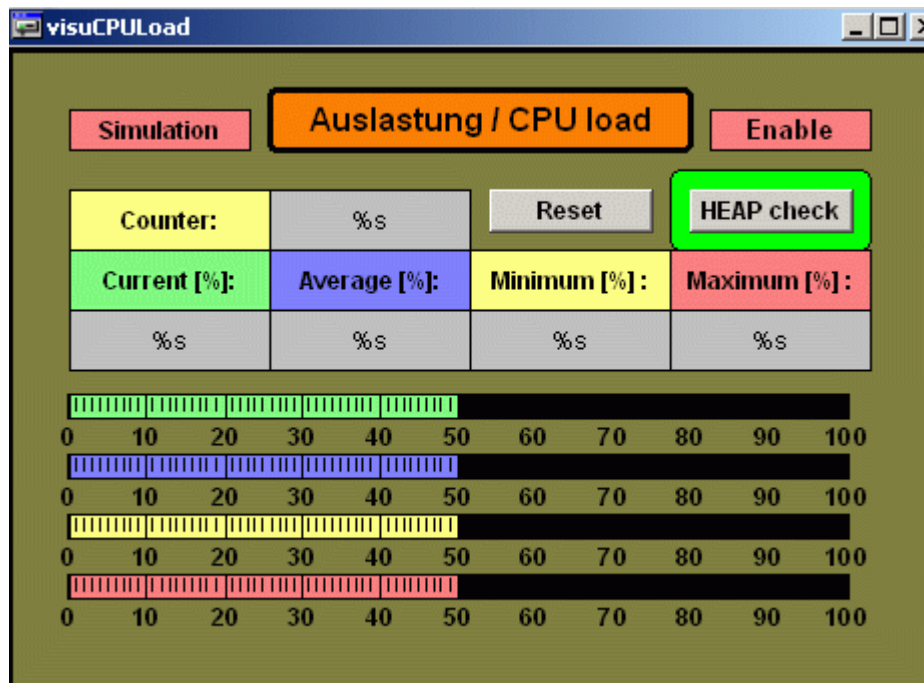 visuCPULoad
Simulation
Auslastung / CPU load
Enable
Counter: %s Reset HEAP check
Current [%]: Average [%]: Minimum [%] : Maximum [%] :
%s %s %s %s
0 10 20 30 40 50 60 70 80 90 100
0 10 20 30 40 50 60 70 80 90 100
0 10 20 30 40 50 60 70 80 90 100
0 10 20 30 40 50 60 70 80 90 100